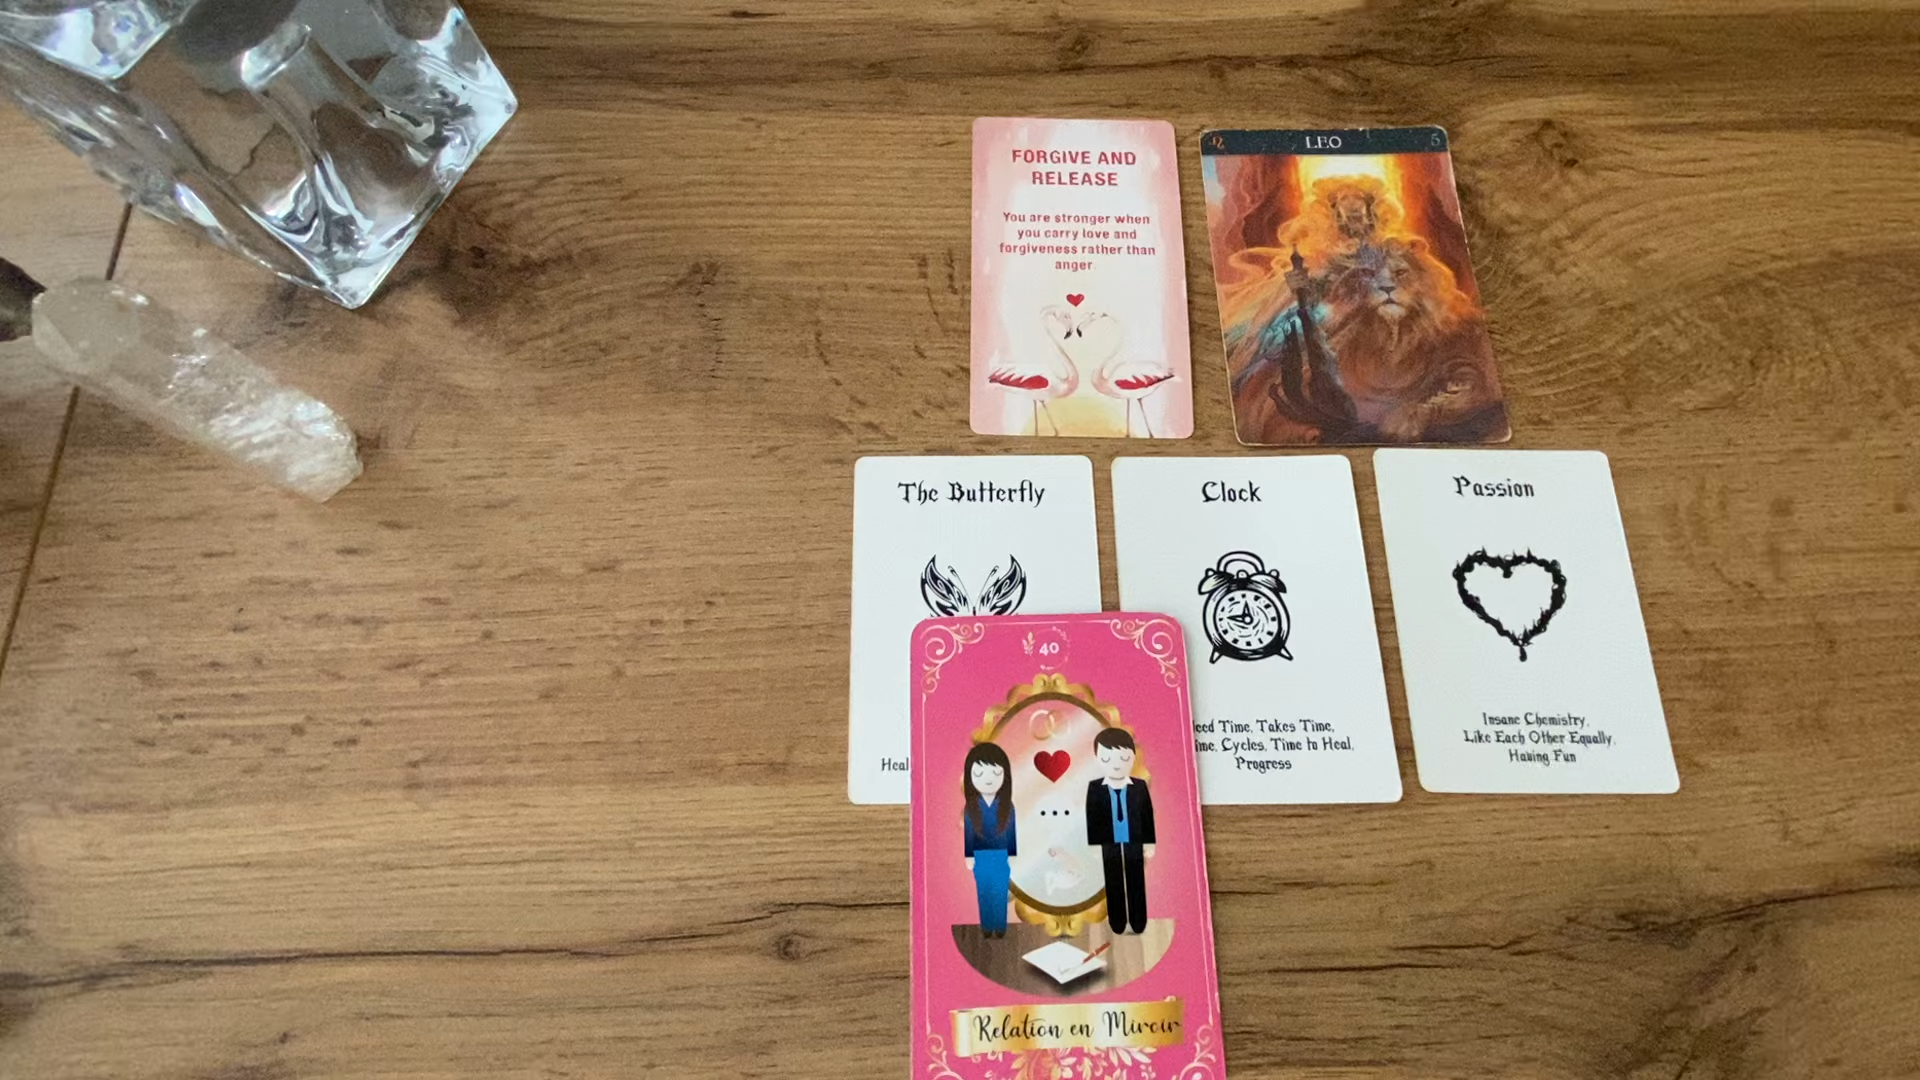 FORGIVE AND
RELEASE
You are stronger when
you carry love and
forgiveness rather than
anger.
LEO
5
The Butterfly
Heal
Clock
Time, Takes Time,
Cycles, Time to Heal,
Progress
Passion
Insane Chemistry,
Like Each Other Equally,
Having Fun
40
Relation en Miroir